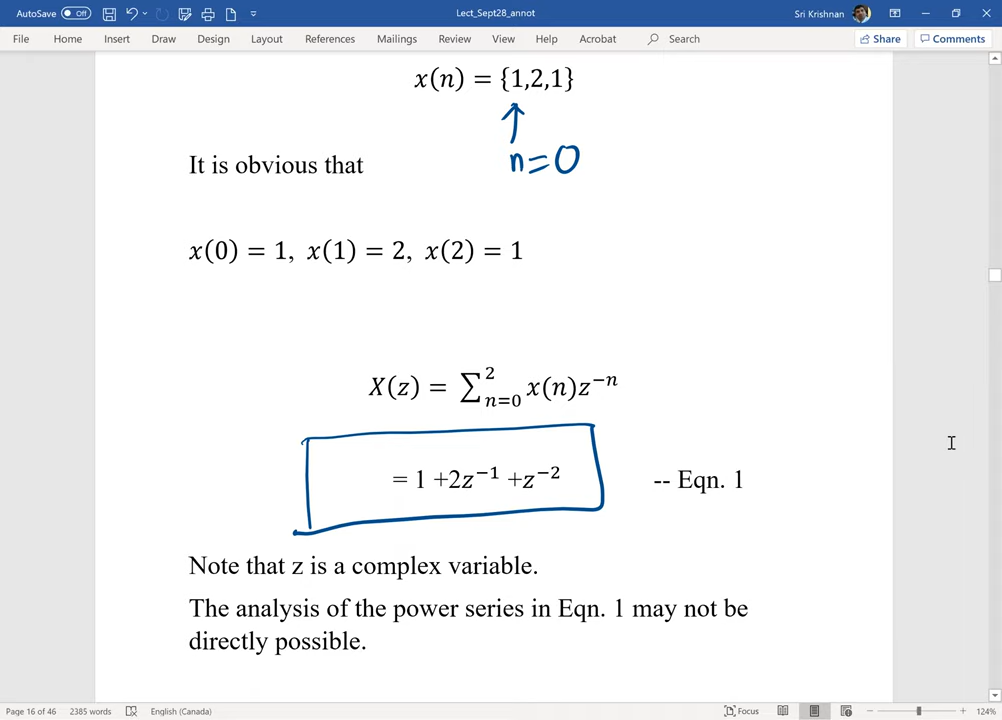 AutoSave Off Lect_Sept28_annot Sri Krishnan
File Home Insert Draw Design Layout References Mailings Review View Help Acrobat Search Share Comments
x(n) = {1,2,1}
n=0
It is obvious that
x(0) = 1, x(1) = 2, x(2) = 1
X(z) = ∑²ₙ₌₀ x(n)z⁻ⁿ
= 1 +2z⁻¹ +z⁻² -- Eqn. 1
Note that z is a complex variable.
The analysis of the power series in Eqn. 1 may not be
directly possible.
Page 16 of 46 2385 words English (Canada) Focus 124%